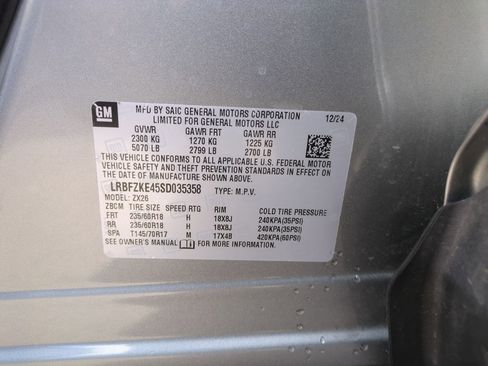 GM
MFD BY SAIC GENERAL MOTORS CORPORATION
LIMITED FOR GENERAL MOTORS LLC
12/24
GVWR GAWR FRT GAWR RR
2300 KG 1270 KG 1225 KG
5070 LB 2799 LB 2700 LB
THIS VEHICLE CONFORMS TO ALL APPLICABLE U.S. FEDERAL MOTOR
VEHICLE SAFETY, BUMPER, AND THEFT PREVENTION STANDARDS IN EFFECT ON
THE DATE OF MANUFACTURE SHOWN ABOVE.
LRBFZKE45SD035358 TYPE: M.P.V.
MODEL: ZX26
ZBCM TIRE SIZE SPEED RTG RIM COLD TIRE PRESSURE
FRT 235/60R18 H 18X8J 240KPA(35PSI)
RR 235/60R18 H 18X8J 240KPA(35PSI)
SPA T145/70R17 M 17X4B 420KPA(60PSI)
SEE OWNER'S MANUAL FOR MORE INFORMATION